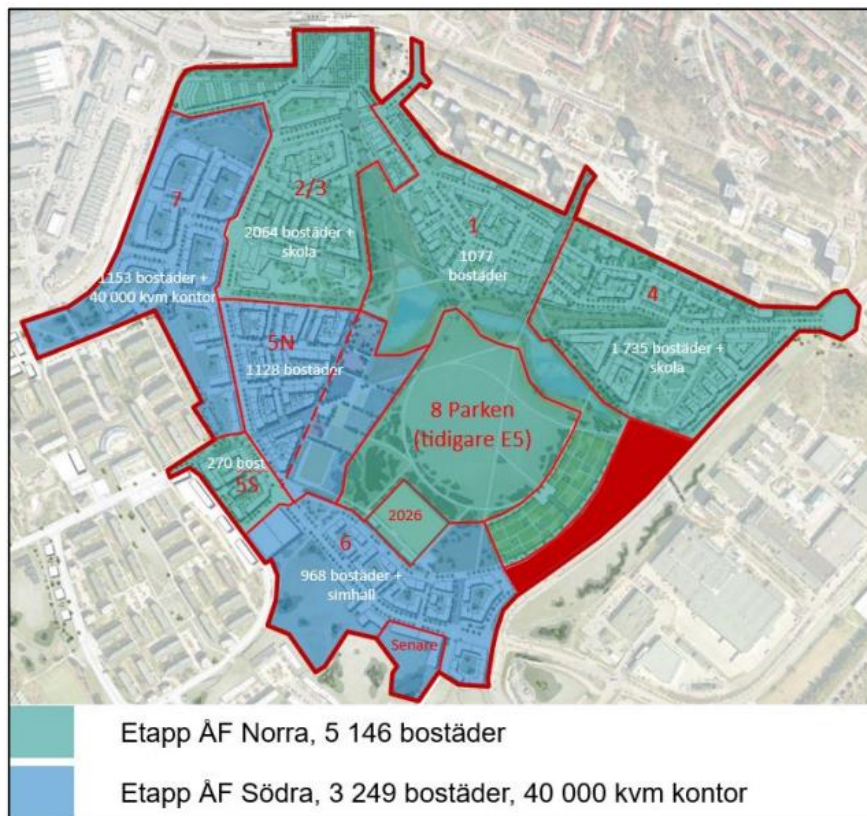 2/3
2064 bostäder +
skola
7
1153 bostäder +
40 000 kvm kontor
1
1077
bostäder
4
1 735 bostäder +
skola
5N
1128 bostäder
8 Parken
(tidigare E5)
270 bost
5S
2026
6
968 bostäder +
simhall
Senare
Etapp ÅF Norra, 5 146 bostäder
Etapp ÅF Södra, 3 249 bostäder, 40 000 kvm kontor